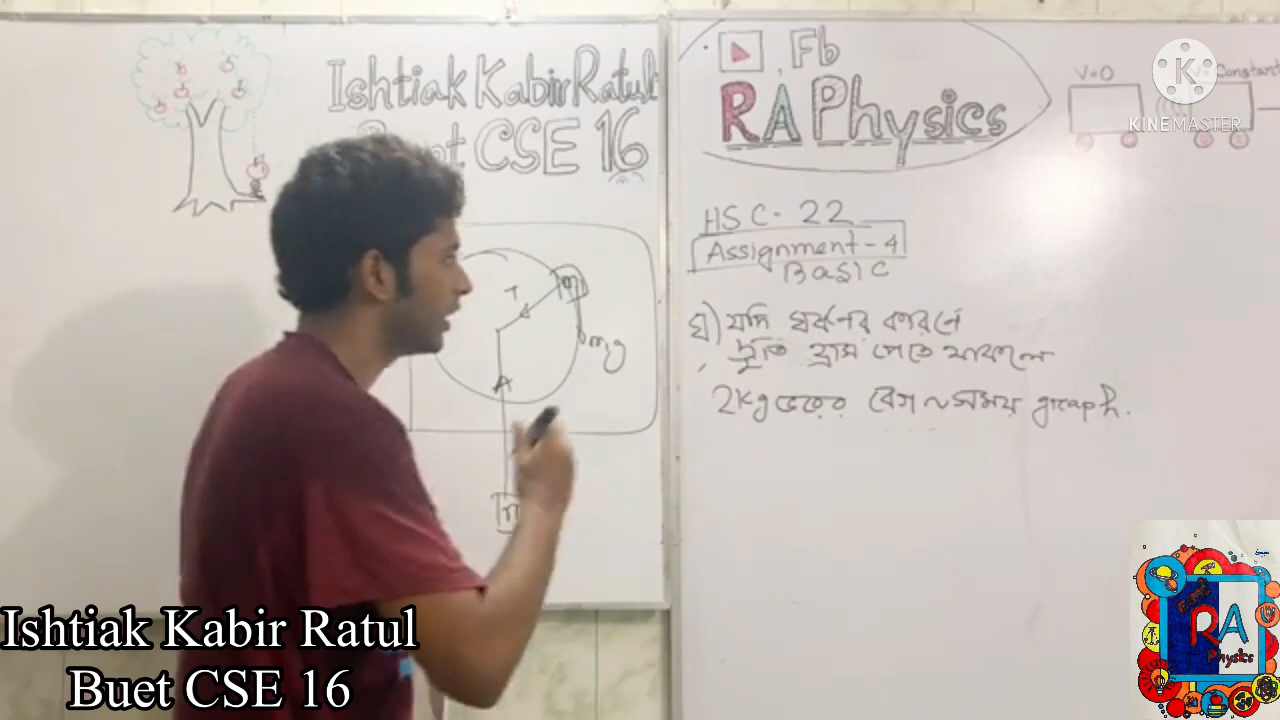 Ishtiak Kabir Ratul
CSE 16
T
m
mg
A
Fb
RA Physics
V=0
Constant
KINEMASTER
HSC-22
Assignment-4
Basic
ঘ) যদি ঘর্ষণের কারনে
দ্রুতি হ্রাস পেতে থাকলে
2kg ভরের বেগ ~ সময় graph.
RA
Physics
Ishtiak Kabir Ratul
Buet CSE 16